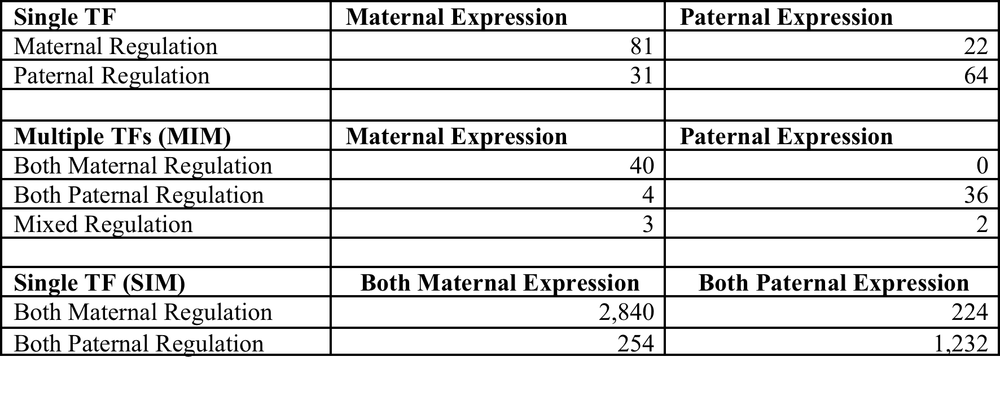 Single TF Maternal Expression Paternal Expression
Maternal Regulation 81 22
Paternal Regulation 31 64
Multiple TFs (MIM) Maternal Expression Paternal Expression
Both Maternal Regulation 40 0
Both Paternal Regulation 4 36
Mixed Regulation 3 2
Single TF (SIM) Both Maternal Expression Both Paternal Expression
Both Maternal Regulation 2,840 224
Both Paternal Regulation 254 1,232